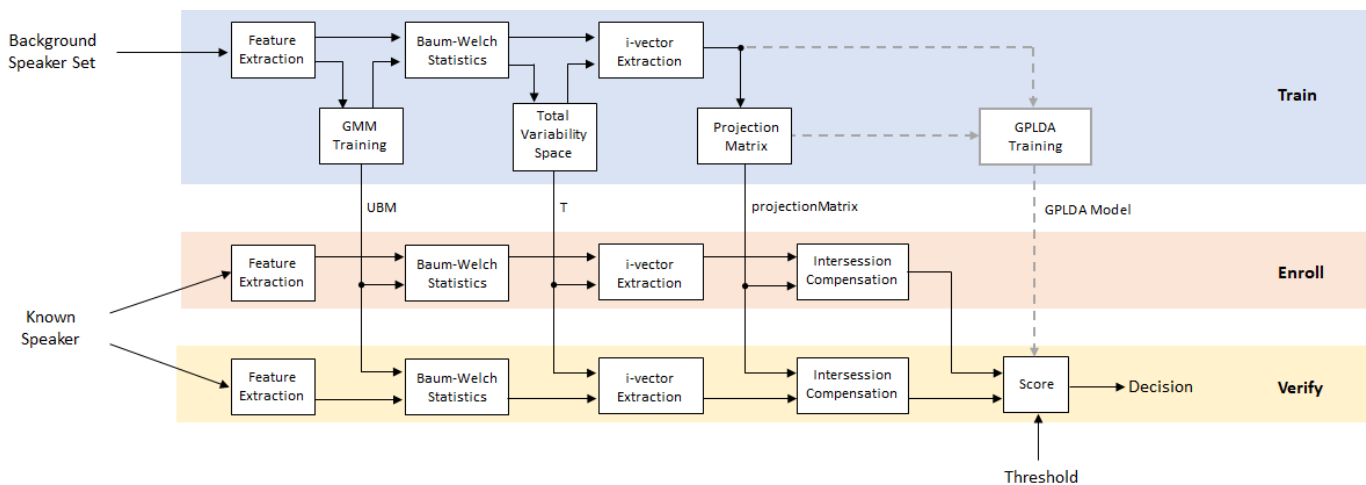 Background
Speaker Set
Feature
Extraction
Baum-Welch
Statistics
i-vector
Extraction
GMM
Training
Total
Variability
Space
Projection
Matrix
GPLDA
Training
Train
UBM
T
projectionMatrix
GPLDA Model
Feature
Extraction
Baum-Welch
Statistics
i-vector
Extraction
Intersession
Compensation
Enroll
Known
Speaker
Feature
Extraction
Baum-Welch
Statistics
i-vector
Extraction
Intersession
Compensation
Score
Decision
Verify
Threshold